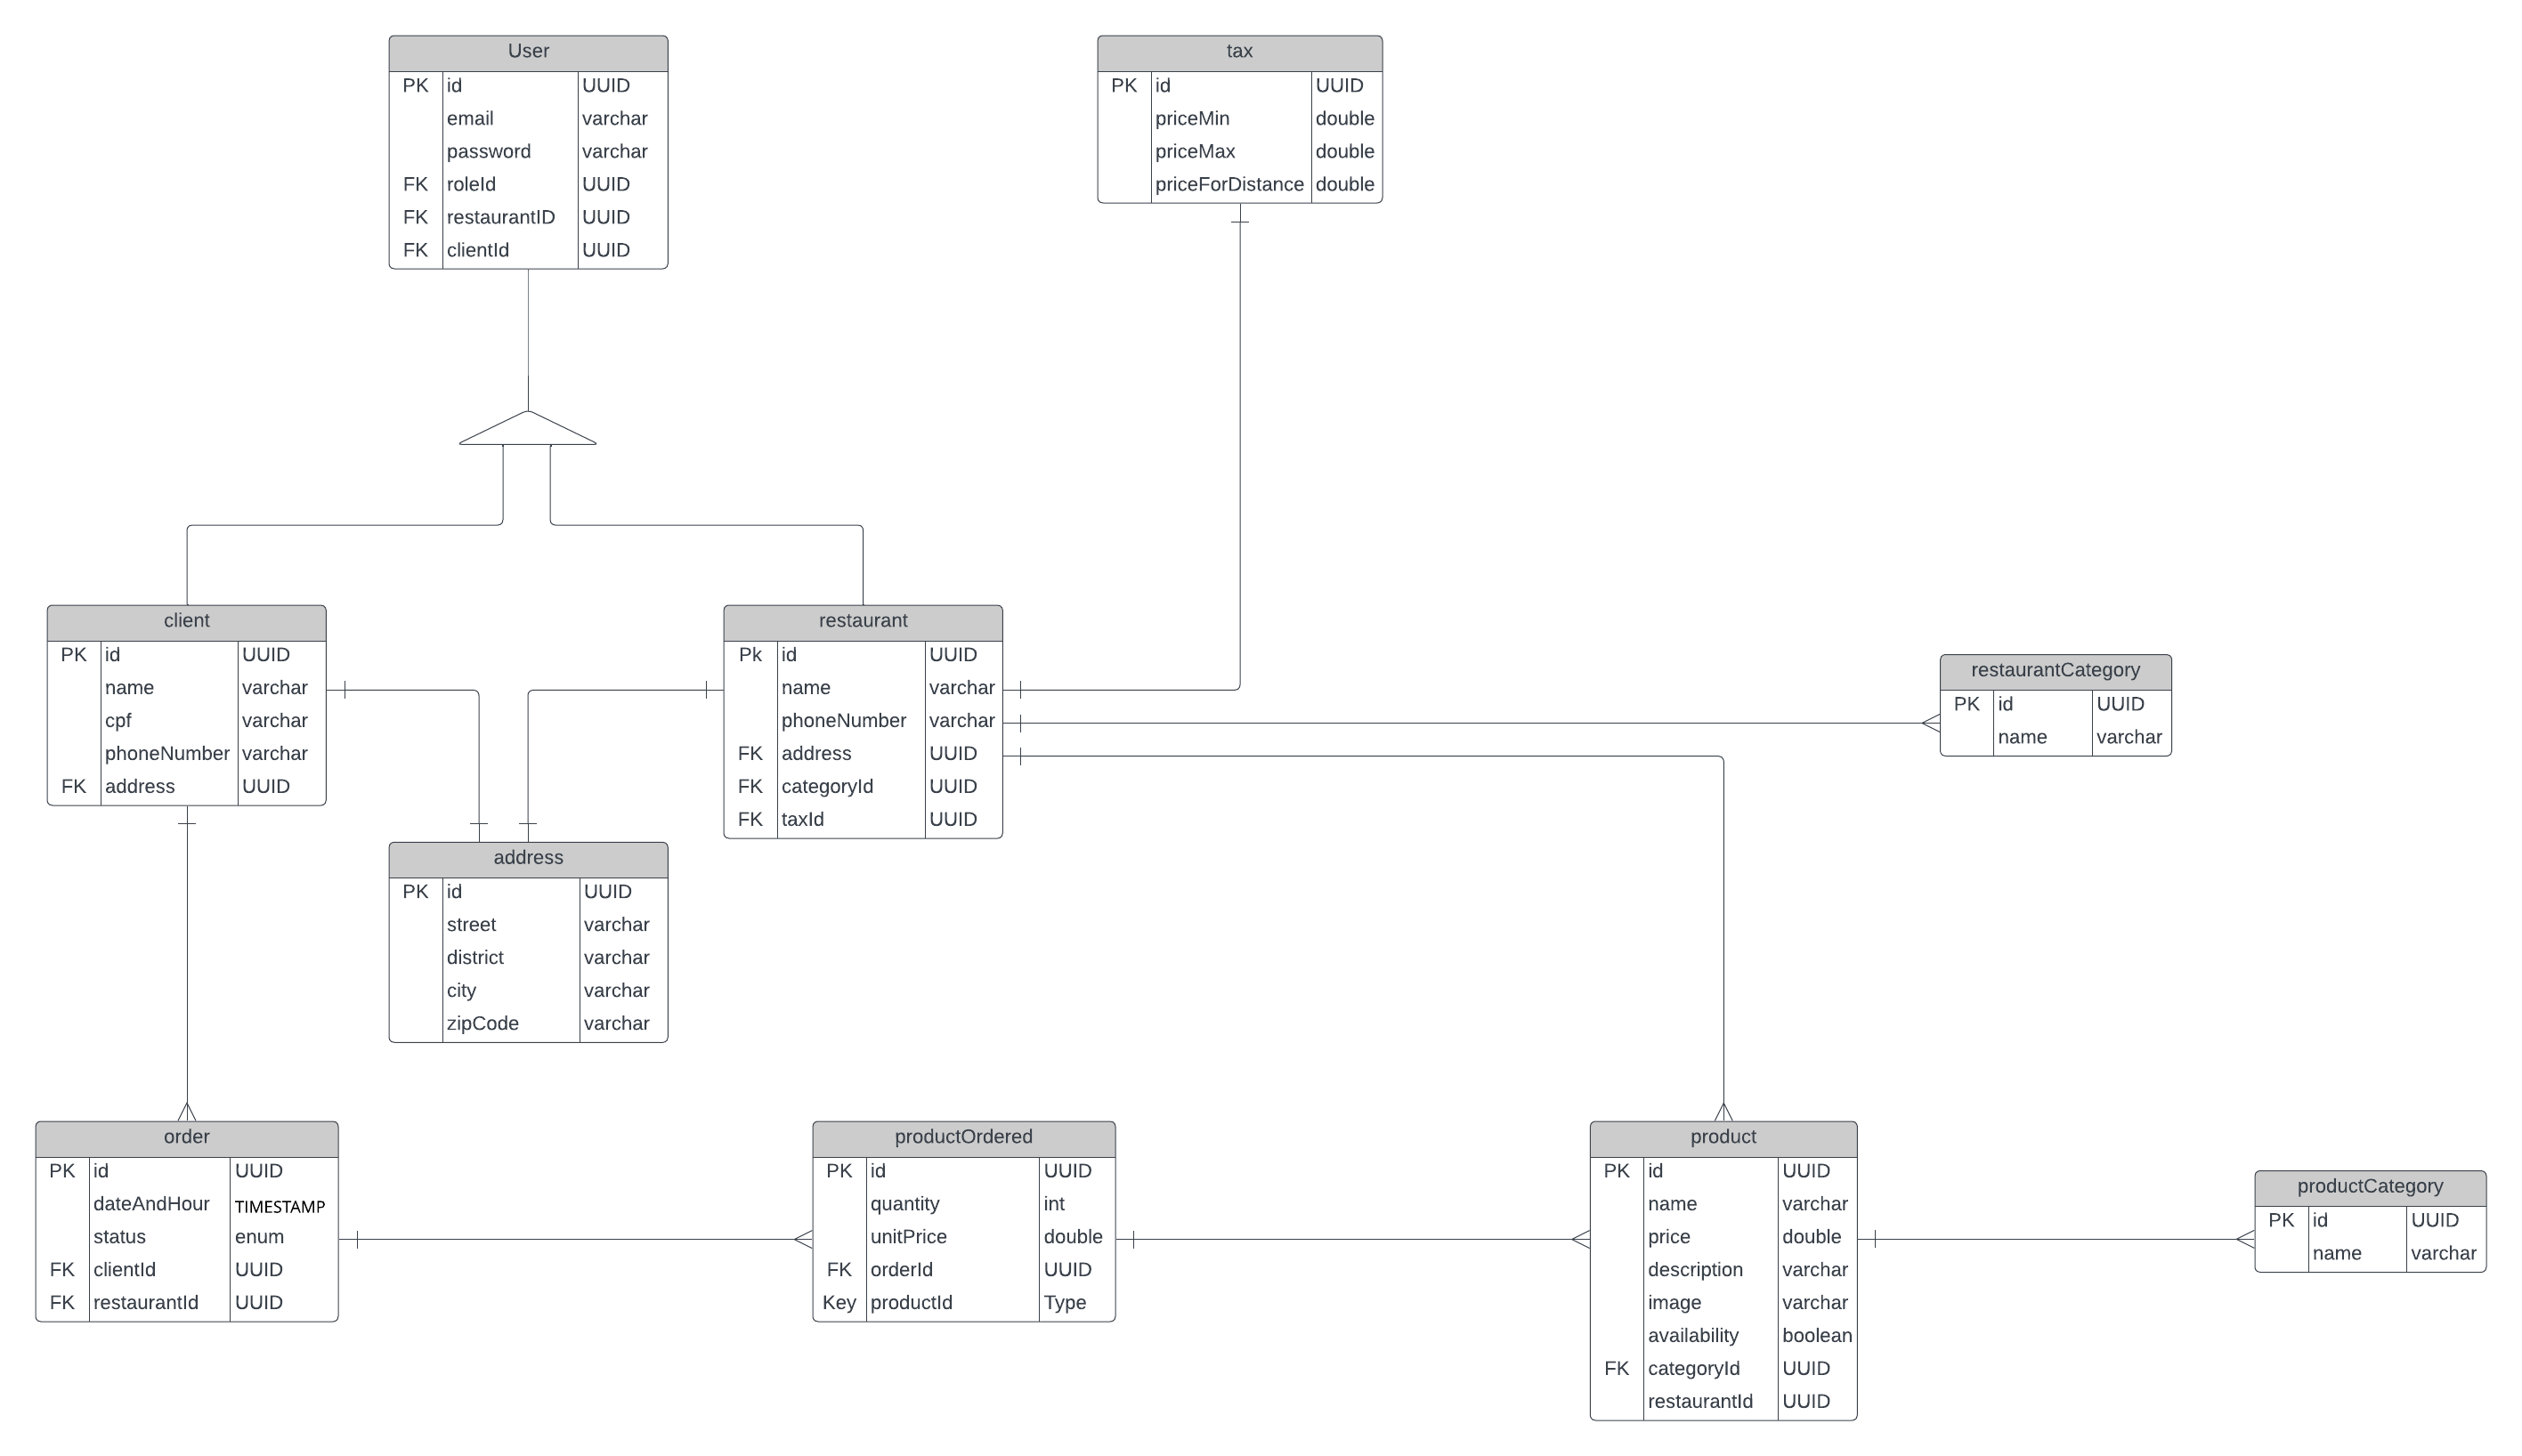 User
PK id UUID
email varchar
password varchar
FK roleId UUID
FK restaurantID UUID
FK clientId UUID
tax
PK id UUID
priceMin double
priceMax double
priceForDistance double
client
PK id UUID
name varchar
cpf varchar
phoneNumber varchar
FK address UUID
restaurant
Pk id UUID
name varchar
phoneNumber varchar
FK address UUID
FK categoryId UUID
FK taxId UUID
restaurantCategory
PK id UUID
name varchar
address
PK id UUID
street varchar
district varchar
city varchar
zipCode varchar
order
PK id UUID
dateAndHour TIMESTAMP
status enum
FK clientId UUID
FK restaurantId UUID
productOrdered
PK id UUID
quantity int
unitPrice double
FK orderId UUID
Key productId Type
product
PK id UUID
name varchar
price double
description varchar
image varchar
availability boolean
FK categoryId UUID
restaurantId UUID
productCategory
PK id UUID
name varchar